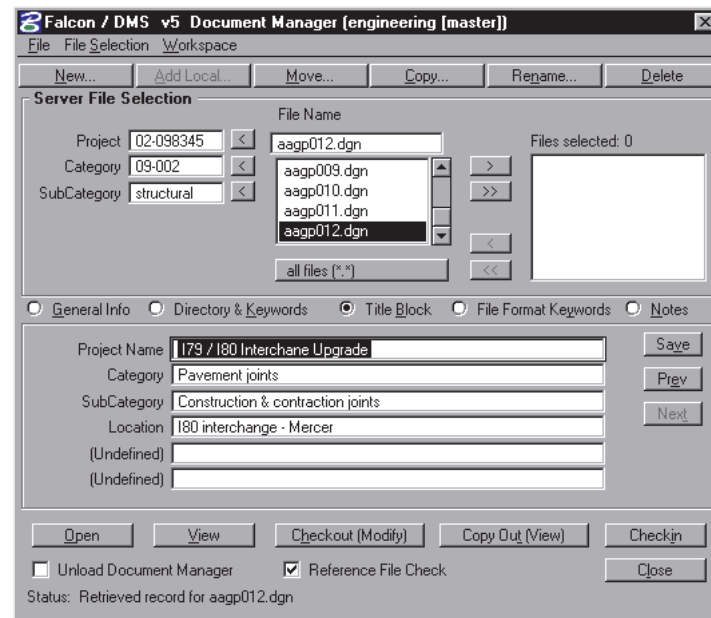 Falcon / DMS v5 Document Manager (engineering [master])
File File Selection Workspace
New... Add Local... Move... Copy... Rename... Delete
Server File Selection
File Name
Project 02-098345 < aagp012.dgn Files selected: 0
Category 09-002 < aagp009.dgn >
SubCategory structural < aagp010.dgn >>
aagp011.dgn
aagp012.dgn <
all files (*.*) <<
General Info Directory & Keywords Title Block File Format Keywords Notes
Project Name I79 / I80 Interchane Upgrade Save
Category Pavement joints Prev
SubCategory Construction & contraction joints Next
Location I80 interchange - Mercer
(Undefined)
(Undefined)
Open View Checkout (Modify) Copy Out (View) Checkin
Unload Document Manager Reference File Check Close
Status: Retrieved record for aagp012.dgn